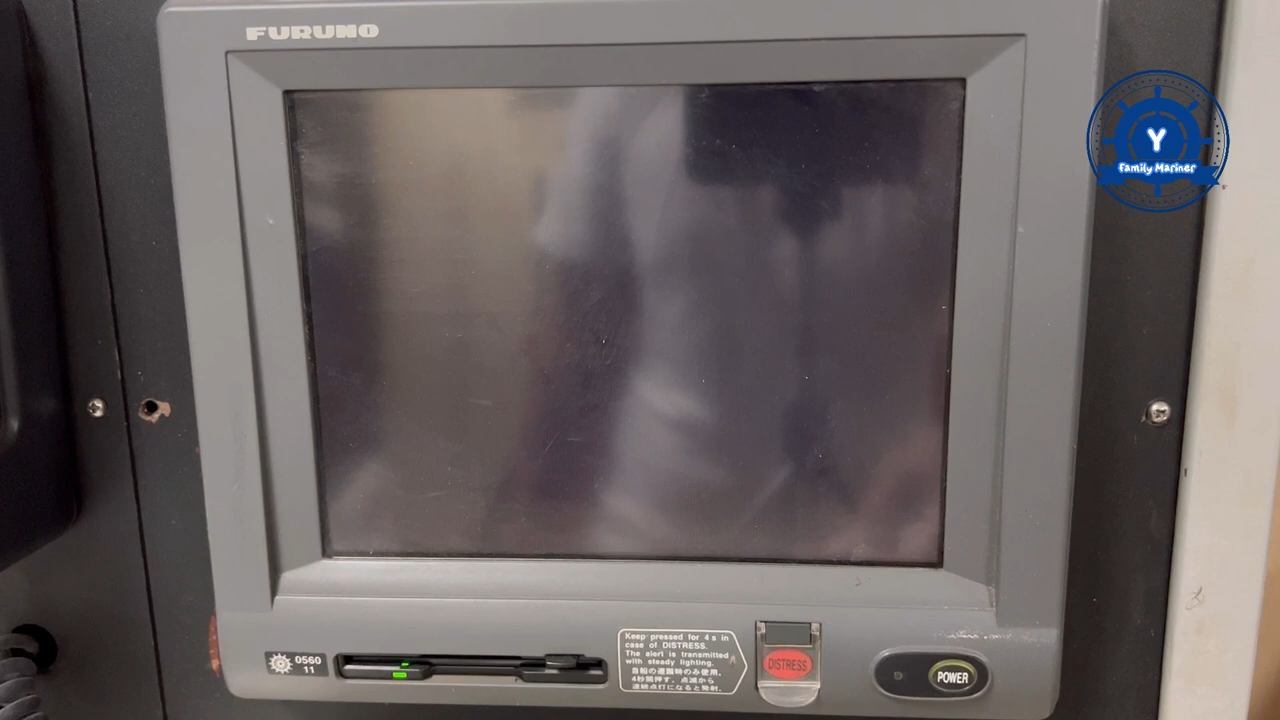 FURUNO
Y
family Mariner
0560
11
Keep pressed for 4 s in
case of DISTRESS.
The alert is transmitted
with steady lighting.
自船の遭難時のみ使用。
4秒間押す。点滅から
連続点灯になると発射。
DISTRESS
POWER